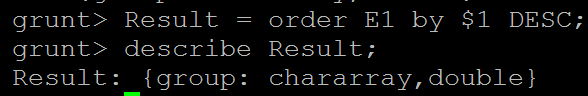 grunt> Result = order E1 by $1 DESC;
grunt> describe Result;
Result: {group: chararray,double}